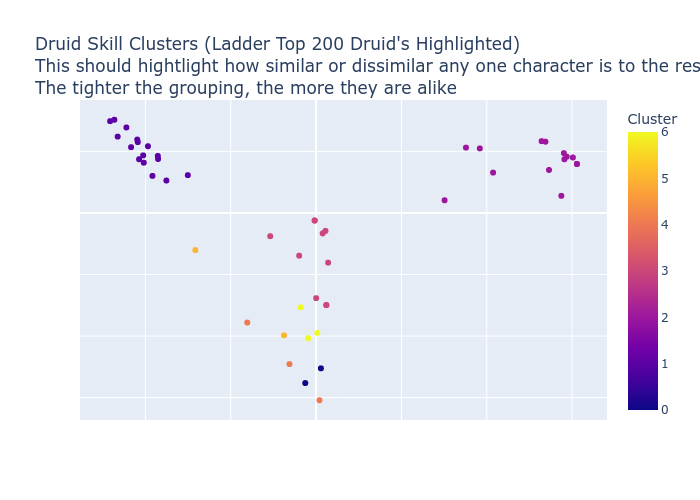 Druid Skill Clusters (Ladder Top 200 Druid's Highlighted)
This should hightlight how similar or dissimilar any one character is to the res
The tighter the grouping, the more they are alike
Cluster
6
5
4
3
2
1
0